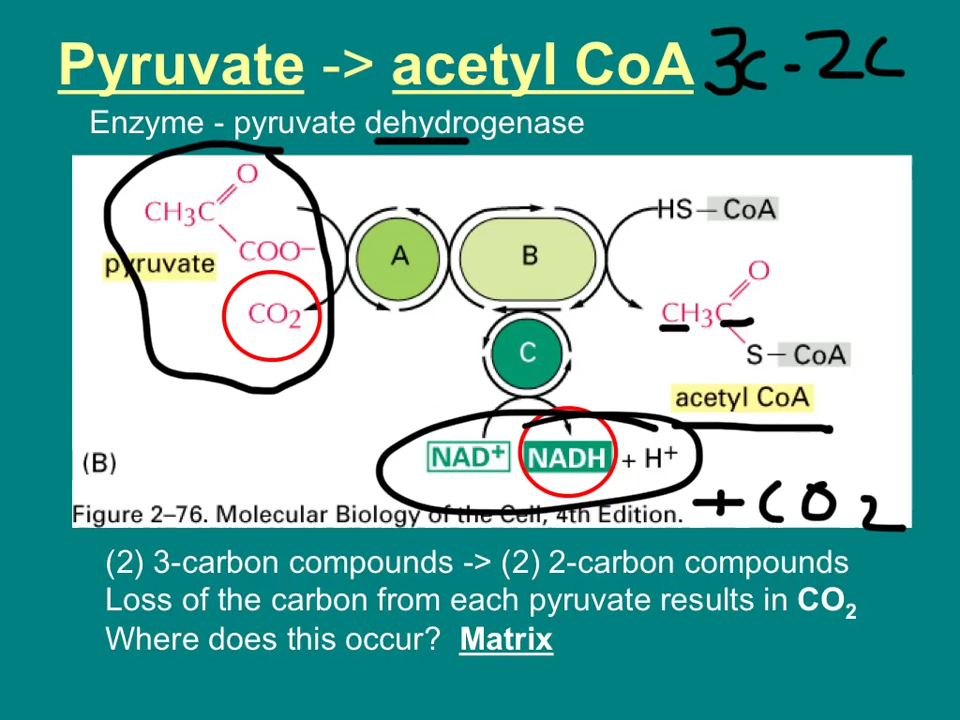 Pyruvate -> acetyl CoA 3C - 2C
Enzyme - pyruvate dehydrogenase
O
CH3C
COO−
pyruvate
CO2
A
B
C
HS–CoA
O
CH3C
S–CoA
acetyl CoA
NAD+ NADH + H+
(B)
+ CO2
Figure 2–76. Molecular Biology of the Cell, 4th Edition.
(2) 3-carbon compounds -> (2) 2-carbon compounds
Loss of the carbon from each pyruvate results in CO2
Where does this occur? Matrix